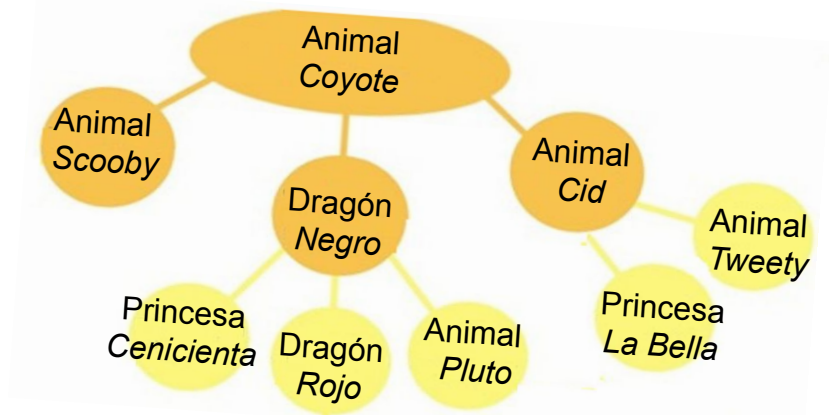 Animal
Coyote
Animal
Scooby
Dragón
Negro
Animal
Cid
Animal
Tweety
Princesa
Cenicienta
Dragón
Rojo
Animal
Pluto
Princesa
La Bella